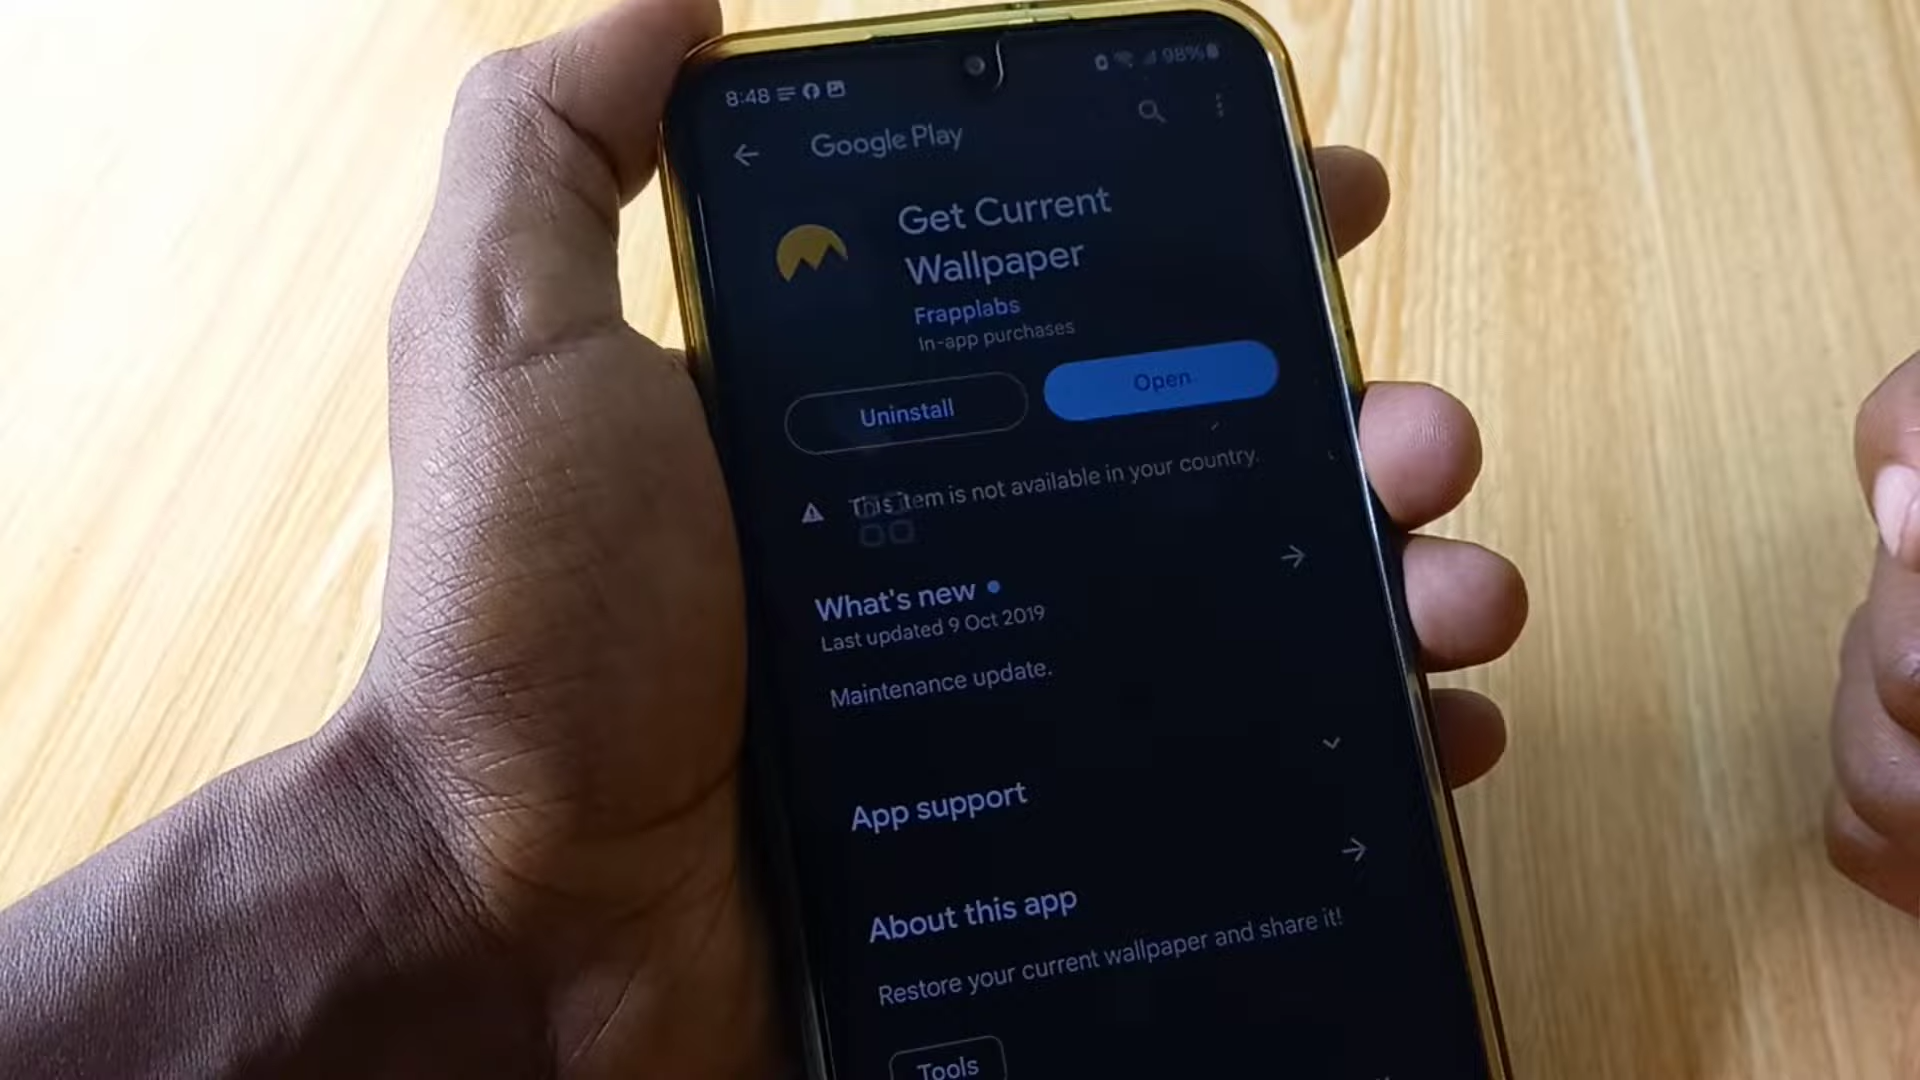 8:48
98%
Google Play
Get Current
Wallpaper
Frapplabs
In-app purchases
Uninstall
Open
This item is not available in your country.
What's new
Last updated 9 Oct 2019
Maintenance update.
App support
About this app
Restore your current wallpaper and share it!
Tools